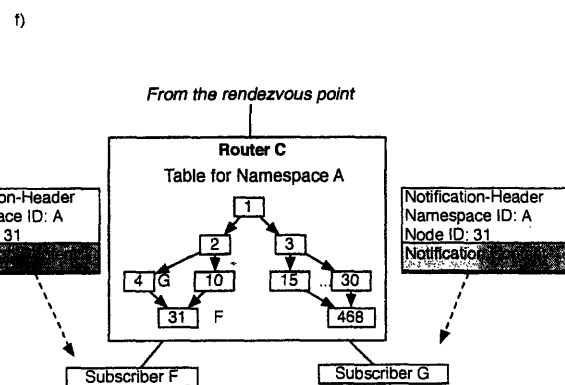 f)
From the rendezvous point
Router C
Table for Namespace A
1
2 3
4 G 10 15 ... 30
31 F 468
on-Header
ace ID: A
31
Notification-Header
Namespace ID: A
Node ID: 31
Notification
Subscriber F
Subscriber G